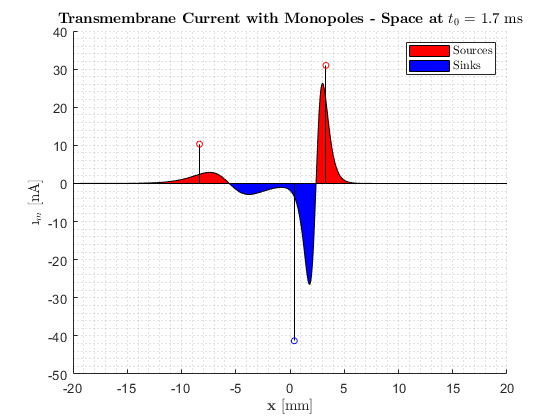 Transmembrane Current with Monopoles - Space at t₀ = 1.7 ms
40
30
20
10
0
-10
-20
-30
-40
-50
ıₘ [nA]
Sources
Sinks
-20 -15 -10 -5 0 5 10 15 20
x [mm]